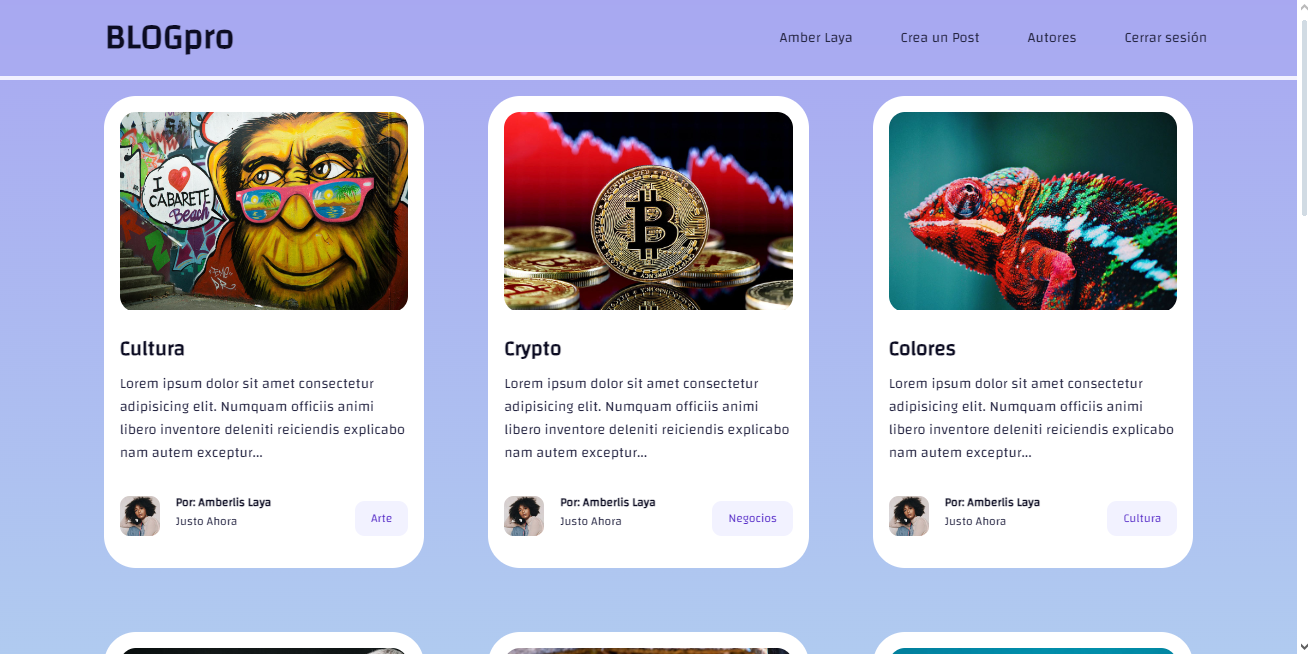 BLOGpro
Amber Laya
Crea un Post
Autores
Cerrar sesión
I
CABARETE
Beach
B
Cultura
Lorem ipsum dolor sit amet consectetur
adipisicing elit. Numquam officiis animi
libero inventore deleniti reiciendis explicabo
nam autem exceptur...
Por: Amberlis Laya
Justo Ahora
Arte
Crypto
Lorem ipsum dolor sit amet consectetur
adipisicing elit. Numquam officiis animi
libero inventore deleniti reiciendis explicabo
nam autem exceptur...
Por: Amberlis Laya
Justo Ahora
Negocios
Colores
Lorem ipsum dolor sit amet consectetur
adipisicing elit. Numquam officiis animi
libero inventore deleniti reiciendis explicabo
nam autem exceptur...
Por: Amberlis Laya
Justo Ahora
Cultura